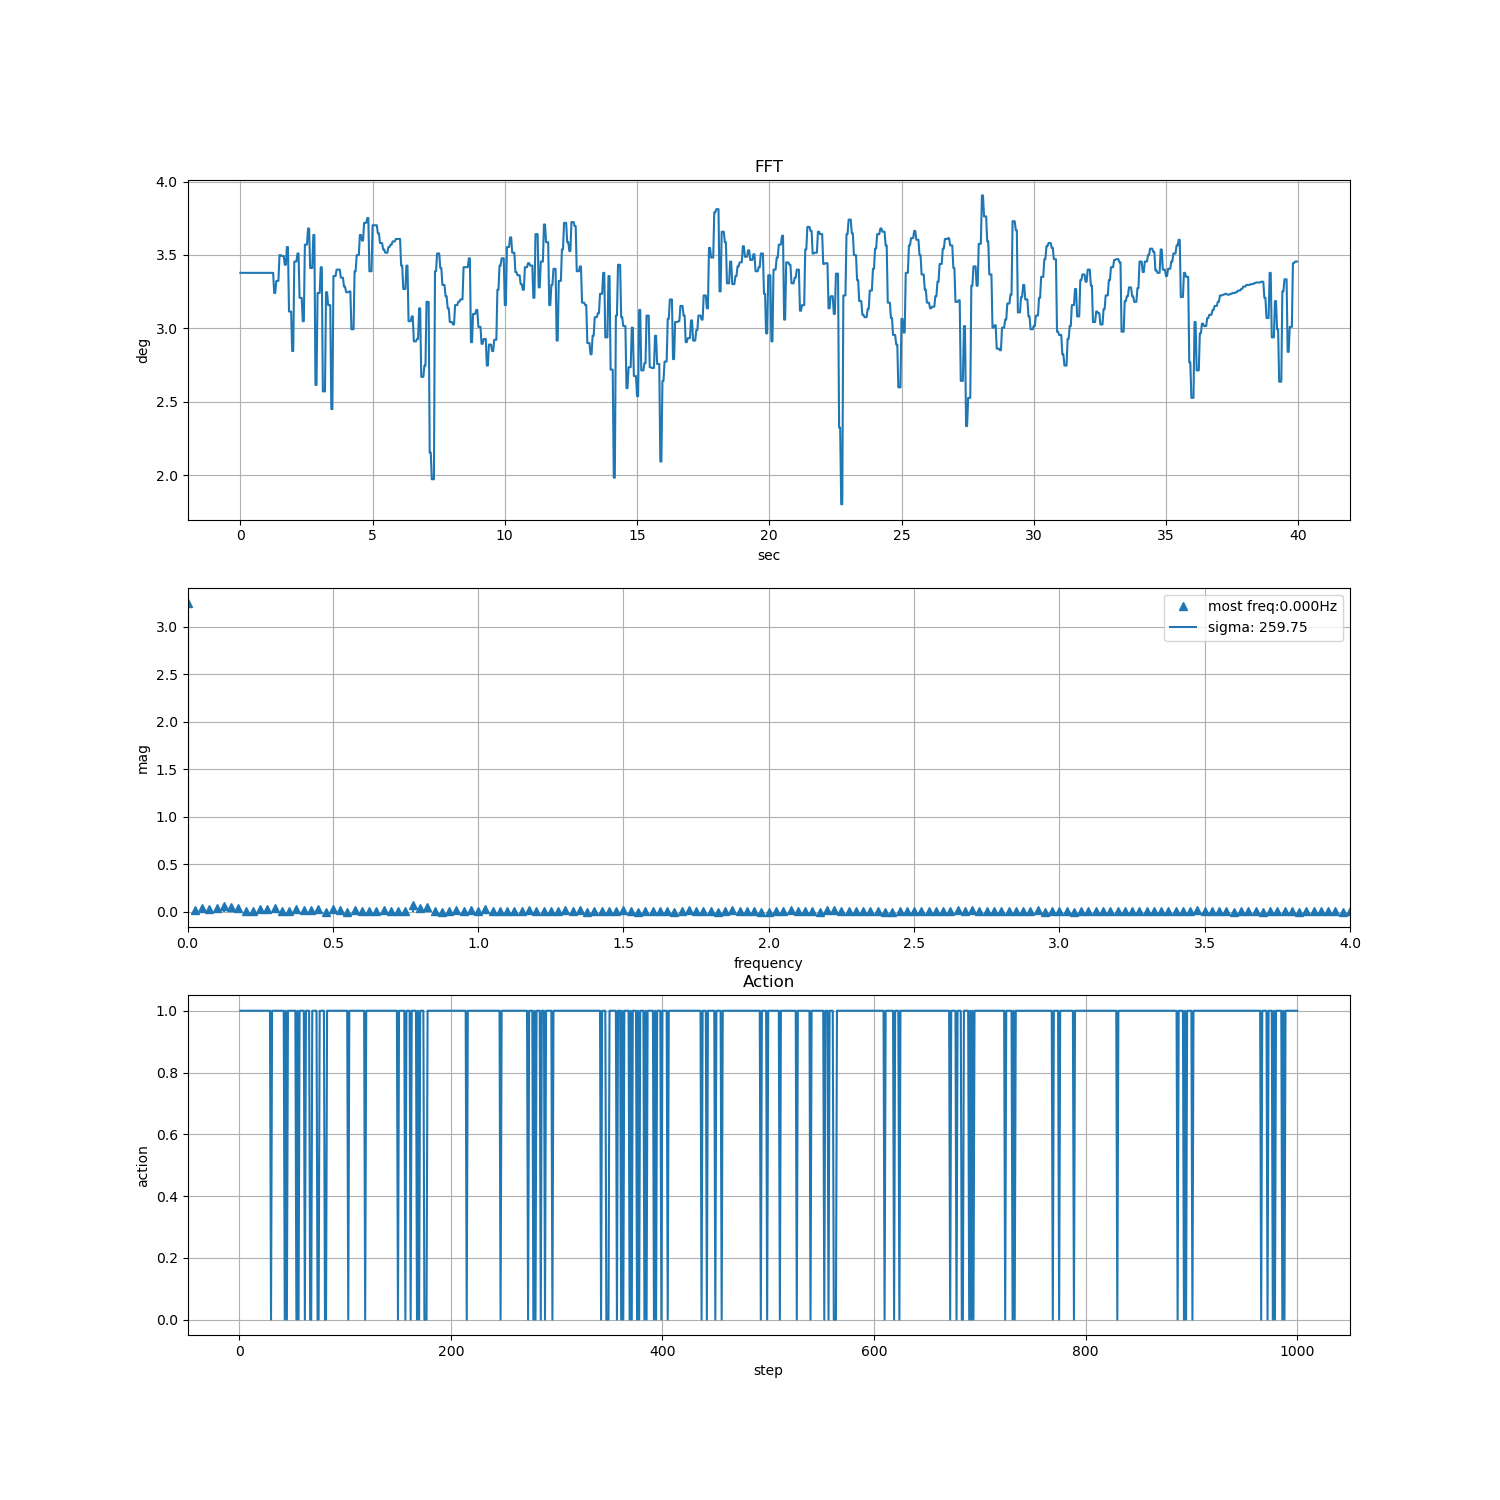 FFT
4.0
3.5
3.0
2.5
2.0
deg
0 5 10 15 20 25 30 35 40
sec
3.0
2.5
2.0
1.5
1.0
0.5
0.0
mag
most freq:0.000Hz
sigma: 259.75
0.0 0.5 1.0 1.5 2.0 2.5 3.0 3.5 4.0
frequency
Action
1.0
0.8
0.6
0.4
0.2
0.0
action
0 200 400 600 800 1000
step